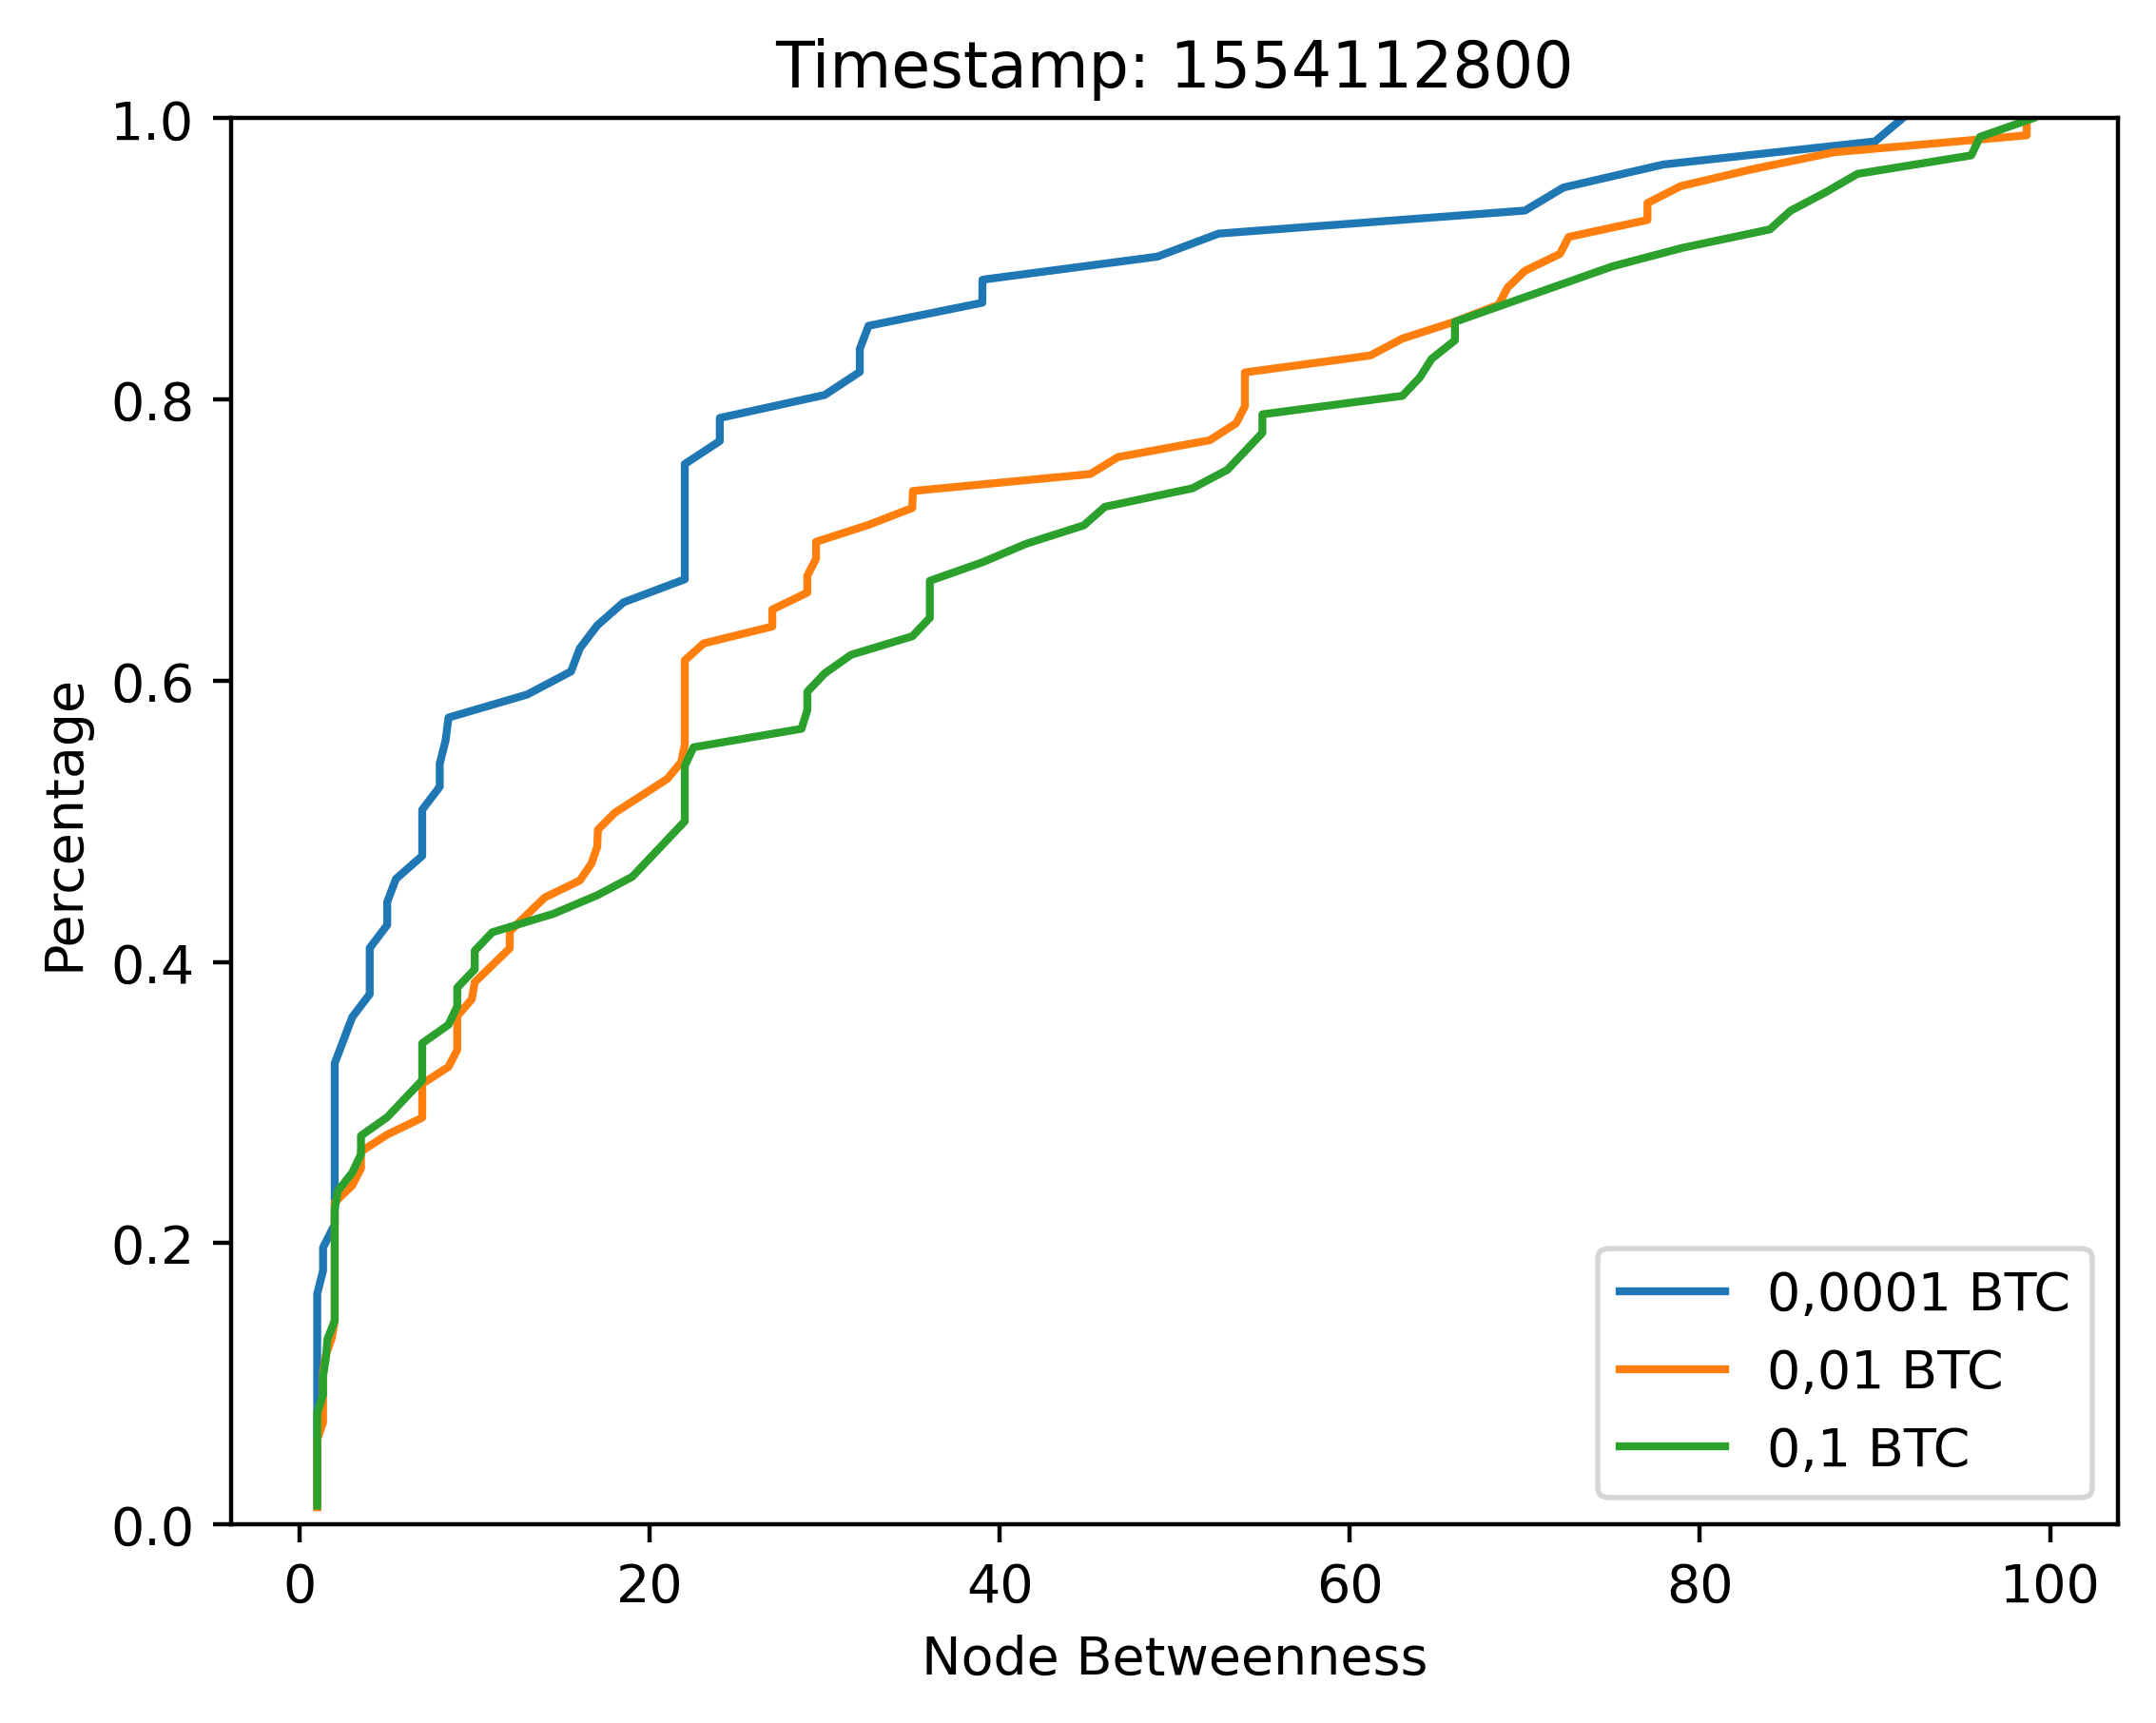 Timestamp: 1554112800
1.0
0.8
0.6
0.4
0.2
0.0
Percentage
0 20 40 60 80 100
Node Betweenness
0,0001 BTC
0,01 BTC
0,1 BTC